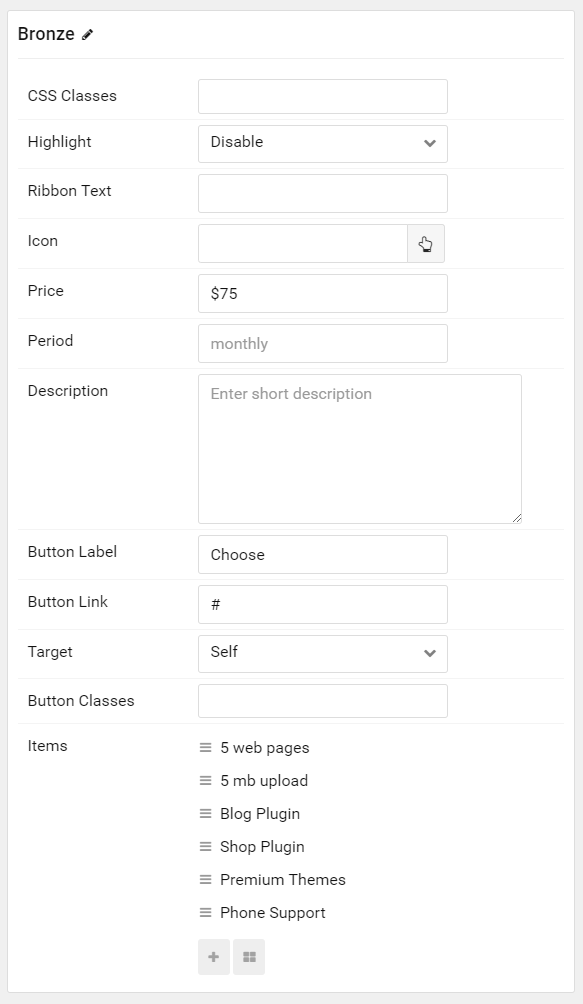 Bronze
CSS Classes
Highlight Disable
Ribbon Text
Icon
Price $75
Period monthly
Description Enter short description
Button Label Choose
Button Link #
Target Self
Button Classes
Items 5 web pages
5 mb upload
Blog Plugin
Shop Plugin
Premium Themes
Phone Support